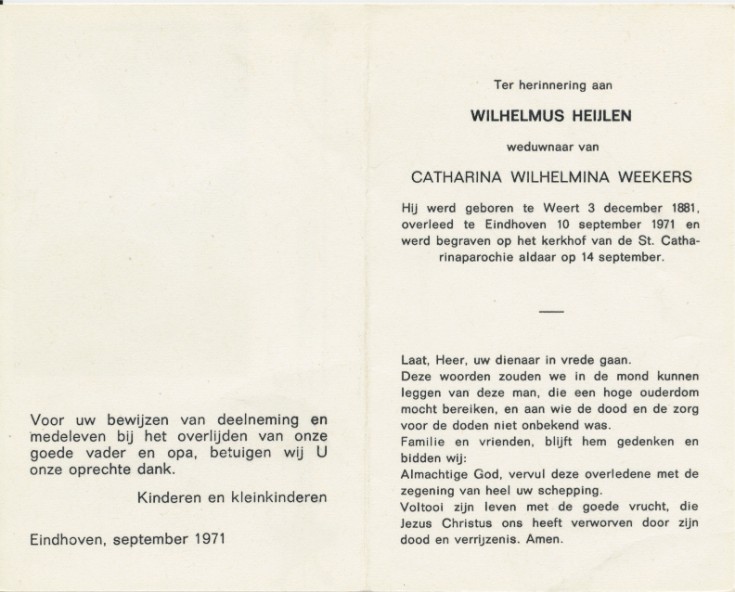 Voor uw bewijzen van deelneming en
medeleven bij het overlijden van onze
goede vader en opa, betuigen wij U
onze oprechte dank.
Kinderen en kleinkinderen
Eindhoven, september 1971
Ter herinnering aan
WILHELMUS HEIJLEN
weduwnaar van
CATHARINA WILHELMINA WEEKERS
Hij werd geboren te Weert 3 december 1881,
overleed te Eindhoven 10 september 1971 en
werd begraven op het kerkhof van de St. Catha-
rinaparochie aldaar op 14 september.
Laat, Heer, uw dienaar in vrede gaan.
Deze woorden zouden we in de mond kunnen
leggen van deze man, die een hoge ouderdom
mocht bereiken, en aan wie de dood en de zorg
voor de doden niet onbekend was.
Familie en vrienden, blijft hem gedenken en
bidden wij:
Almachtige God, vervul deze overledene met de
zegening van heel uw schepping.
Voltooi zijn leven met de goede vrucht, die
Jezus Christus ons heeft verworven door zijn
dood en verrijzenis. Amen.